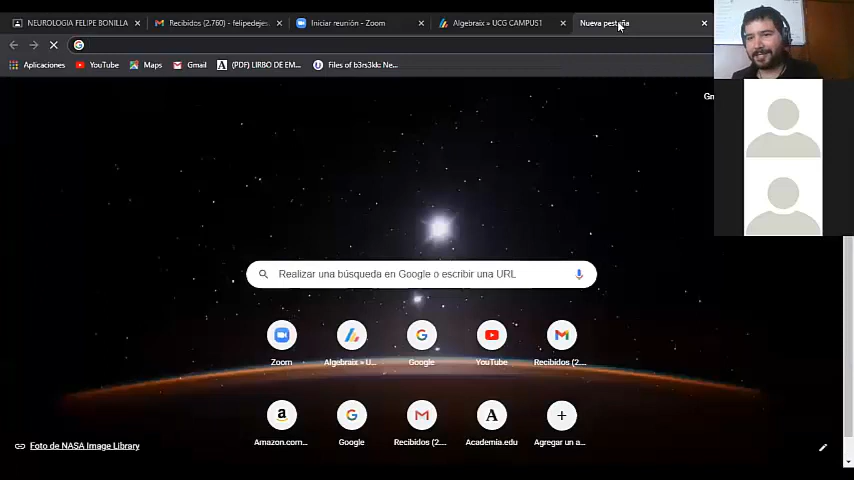 NEUROLOGIA FELIPE BONILLA
Recibidos (2.760) - felipedejes
Iniciar reunión - Zoom
Algebraix » UCG CAMPUS1
Nueva pestaña
Aplicaciones
YouTube
Maps
Gmail
(PDF) LIRBO DE EM...
Files of b3rs3kk: Ne...
Realizar una búsqueda en Google o escribir una URL
Zoom
Algebraix » U...
Google
YouTube
Recibidos (2....
Amazon.com...
Google
Recibidos (2....
Academia.edu
Agregar un a...
Foto de NASA Image Library